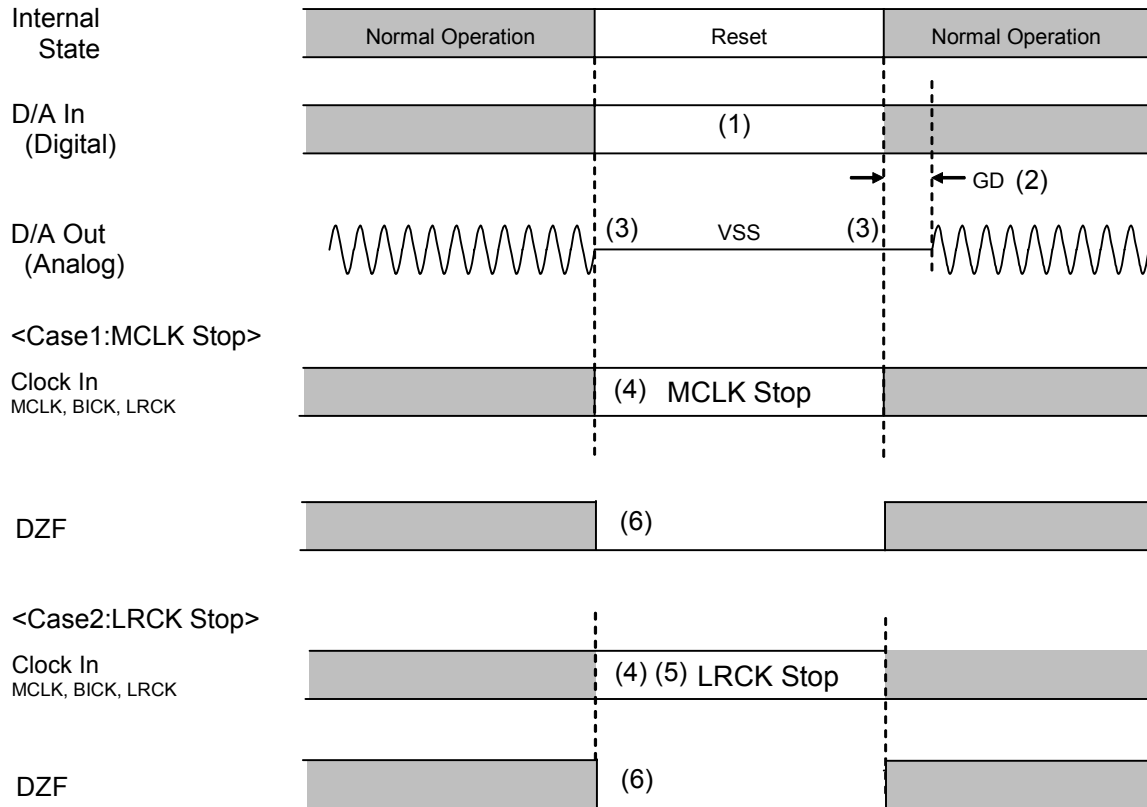 Internal
State
Normal Operation
Reset
Normal Operation
D/A In
(Digital)
(1)
GD (2)
D/A Out
(Analog)
(3)
VSS
(3)
<Case1:MCLK Stop>
Clock In
MCLK, BICK, LRCK
(4) MCLK Stop
DZF
(6)
<Case2:LRCK Stop>
Clock In
MCLK, BICK, LRCK
(4) (5) LRCK Stop
DZF
(6)